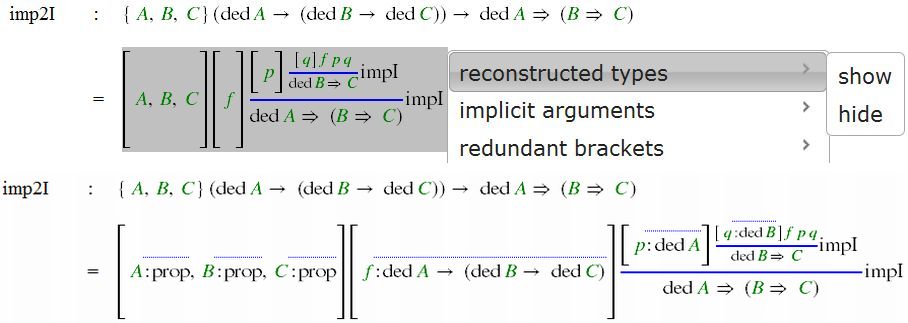 imp2I : { A, B, C} (ded A → (ded B → ded C)) → ded A ⇒ (B ⇒ C)
[q] f p q
= [A, B, C] [f] [p] impI
ded B ⇒ C
impI
ded A ⇒ (B ⇒ C)
reconstructed types > show
implicit arguments > hide
redundant brackets >
imp2I : { A, B, C} (ded A → (ded B → ded C)) → ded A ⇒ (B ⇒ C)
[q:ded B] f p q
= [A:prop, B:prop, C:prop] [f:ded A → (ded B → ded C)] [p:ded A] impI
ded B ⇒ C
impI
ded A ⇒ (B ⇒ C)